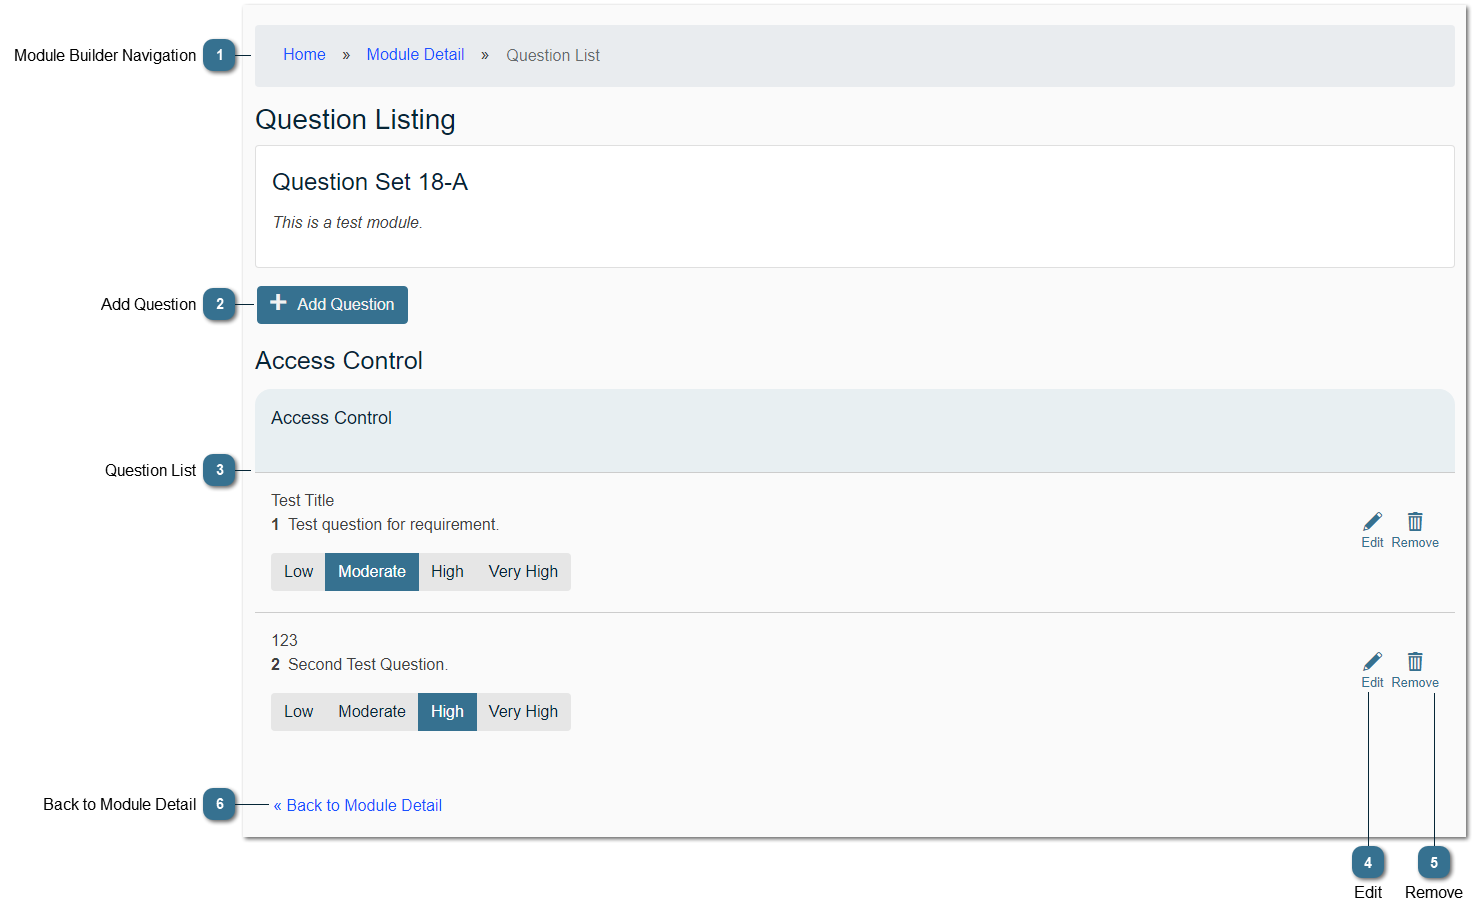 Module Builder Navigation 1 Home » Module Detail » Question List
Question Listing
Question Set 18-A
This is a test module.
Add Question 2 + Add Question
Access Control
Access Control
Question List 3
Test Title
1 Test question for requirement.
Edit Remove
Low Moderate High Very High
123
2 Second Test Question.
Edit Remove
Low Moderate High Very High
Back to Module Detail 6 « Back to Module Detail
4 5
Edit Remove